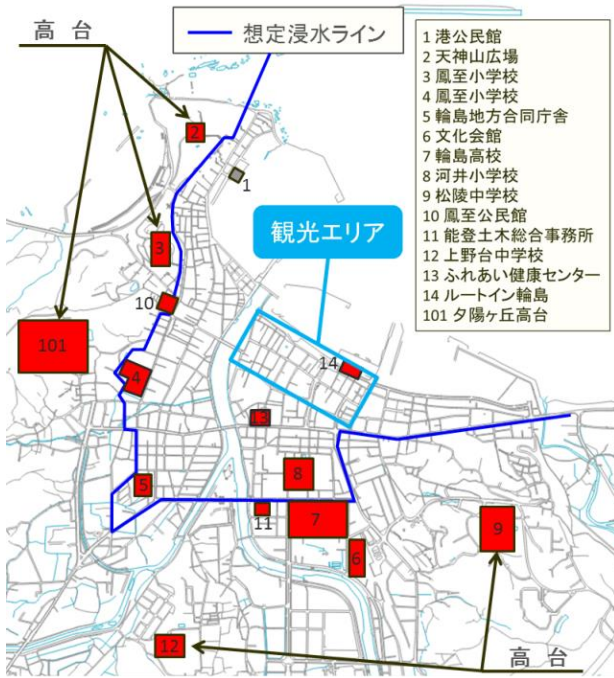 高台
想定浸水ライン
1 港公民館
2 天神山広場
3 鳳至小学校
4 鳳至小学校
5 輪島地方合同庁舎
6 文化会館
7 輪島高校
8 河井小学校
9 松陵中学校
10 鳳至公民館
11 能登土木総合事務所
12 上野台中学校
13 ふれあい健康センター
14 ルートイン輪島
101 夕陽ヶ丘高台
2
1
観光エリア
3
10
101
14
4
13
8
5
11
7
9
6
12
高台